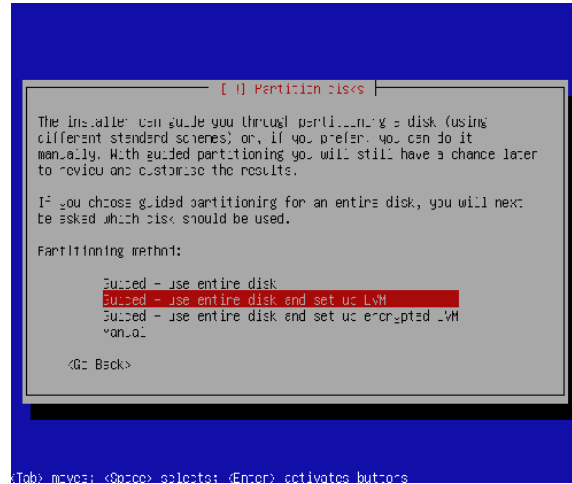 [!] Partition disks
The installer can guide you through partitioning a disk (using
different standard schemes) or, if you prefer, you can do it
manually. With guided partitioning you will still have a chance later
to review and customise the results.
If you choose guided partitioning for an entire disk, you will next
be asked which disk should be used.
Partitioning method:
Guided - use entire disk
Guided - use entire disk and set up LVM
Guided - use entire disk and set up encrypted LVM
Manual
<Go Back>
<Tab> moves; <Space> selects; <Enter> activates buttons